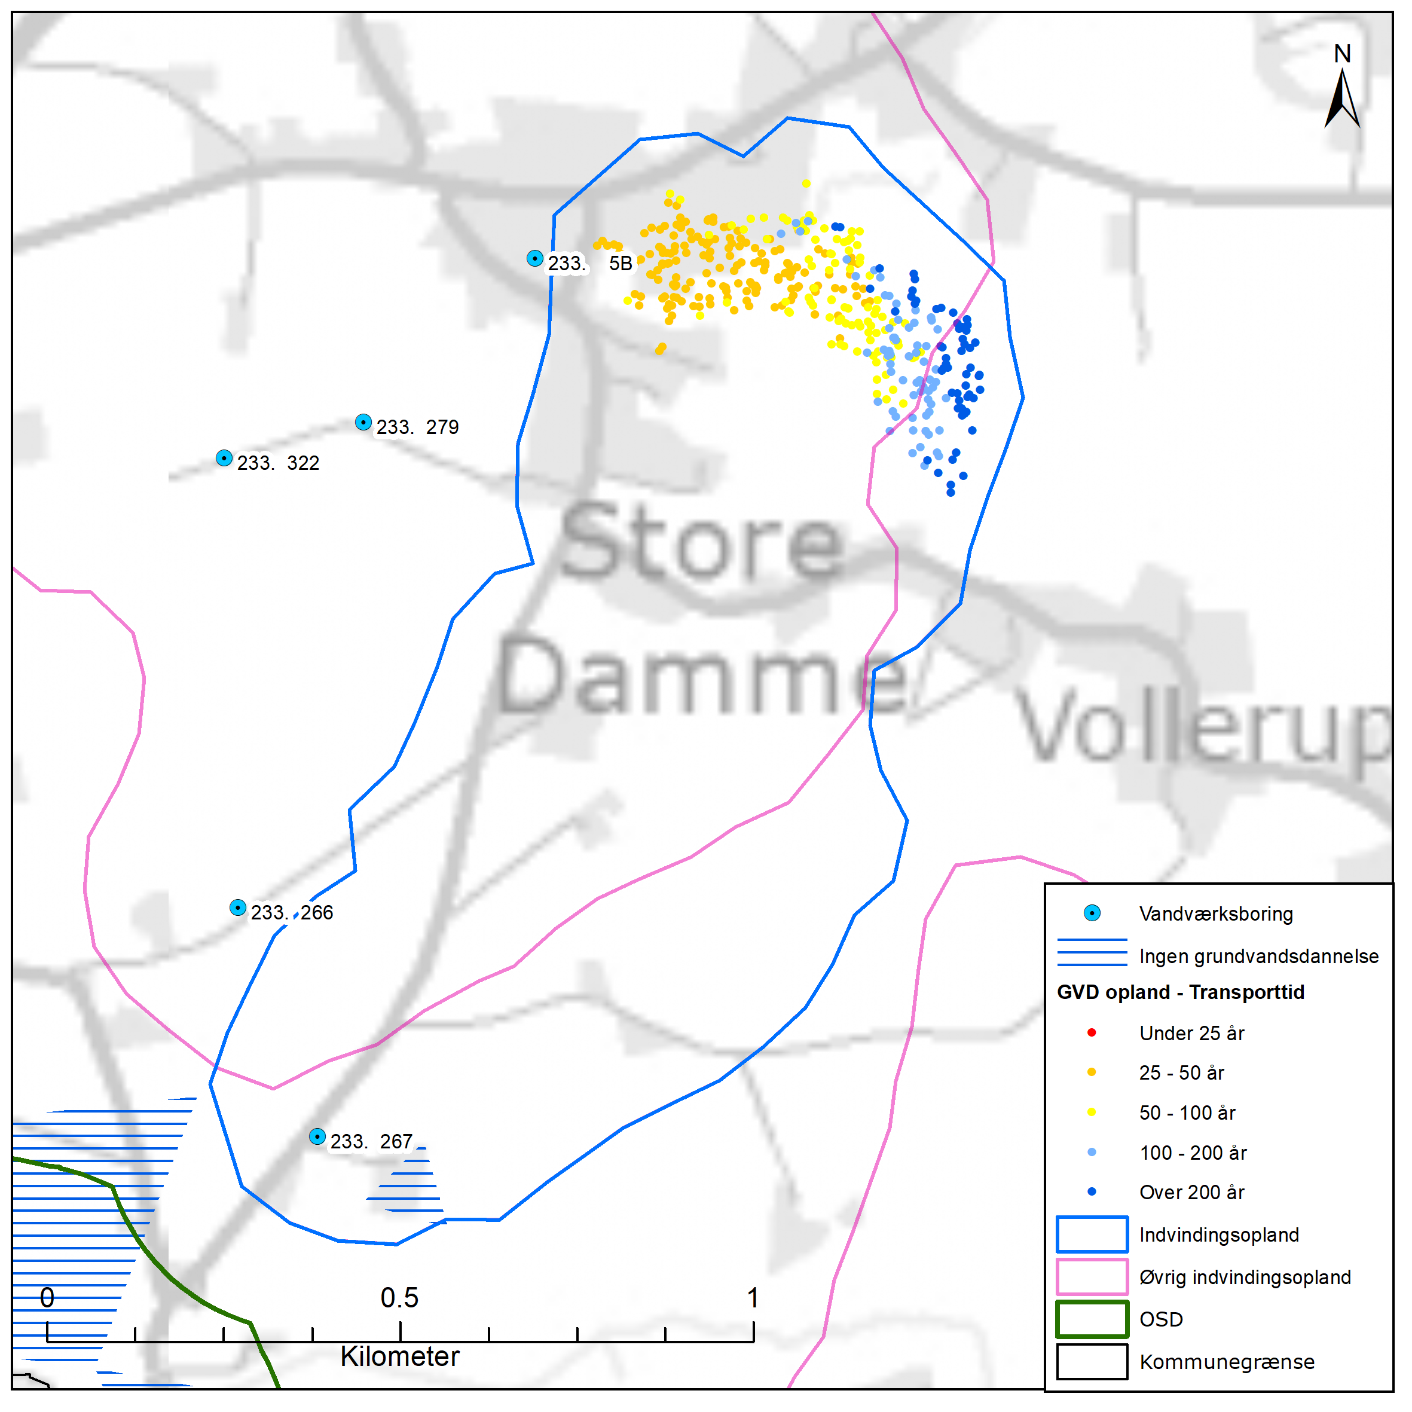 N
233. 5B
233. 279
233. 322
Store
Damme
Vollerup
233. 266
233. 267
0 0.5 1
Kilometer
Vandværksboring
Ingen grundvandsdannelse
GVD opland - Transporttid
Under 25 år
25 - 50 år
50 - 100 år
100 - 200 år
Over 200 år
Indvindingsopland
Øvrig indvindingsopland
OSD
Kommunegrænse